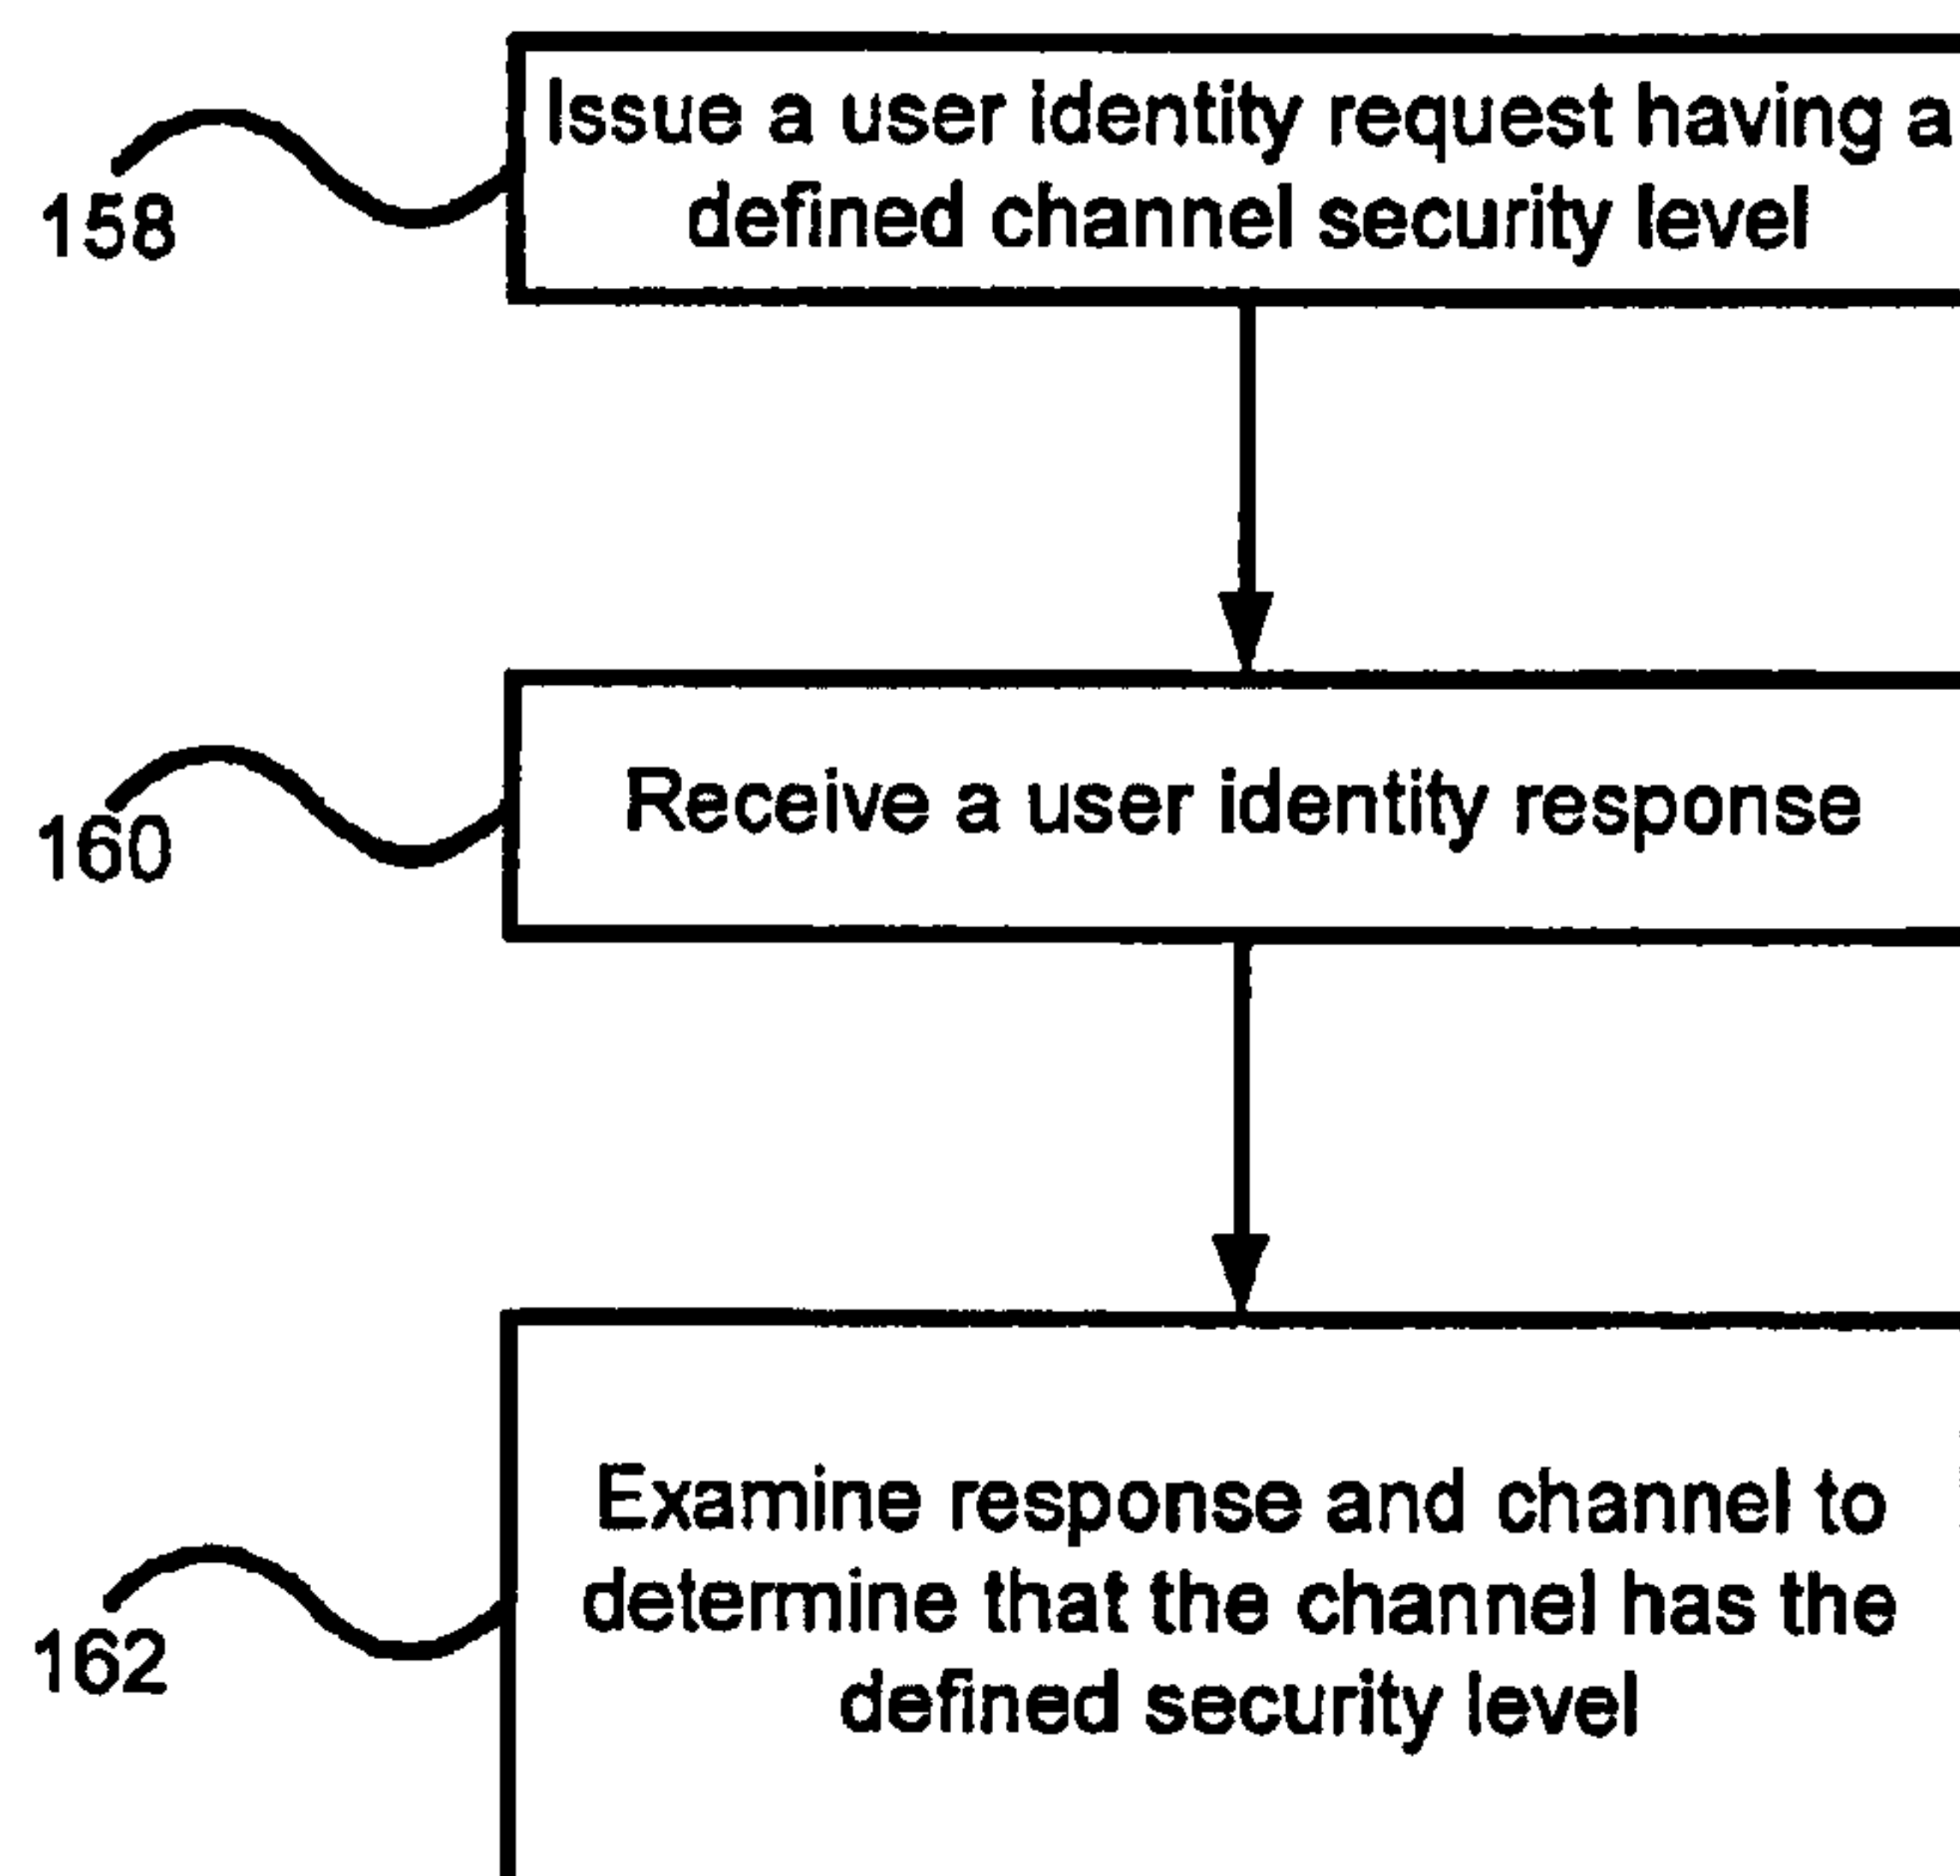 Issue a user identity request having a
defined channel security level
158
Receive a user identity response
160
Examine response and channel to
determine that the channel has the
defined security level
162